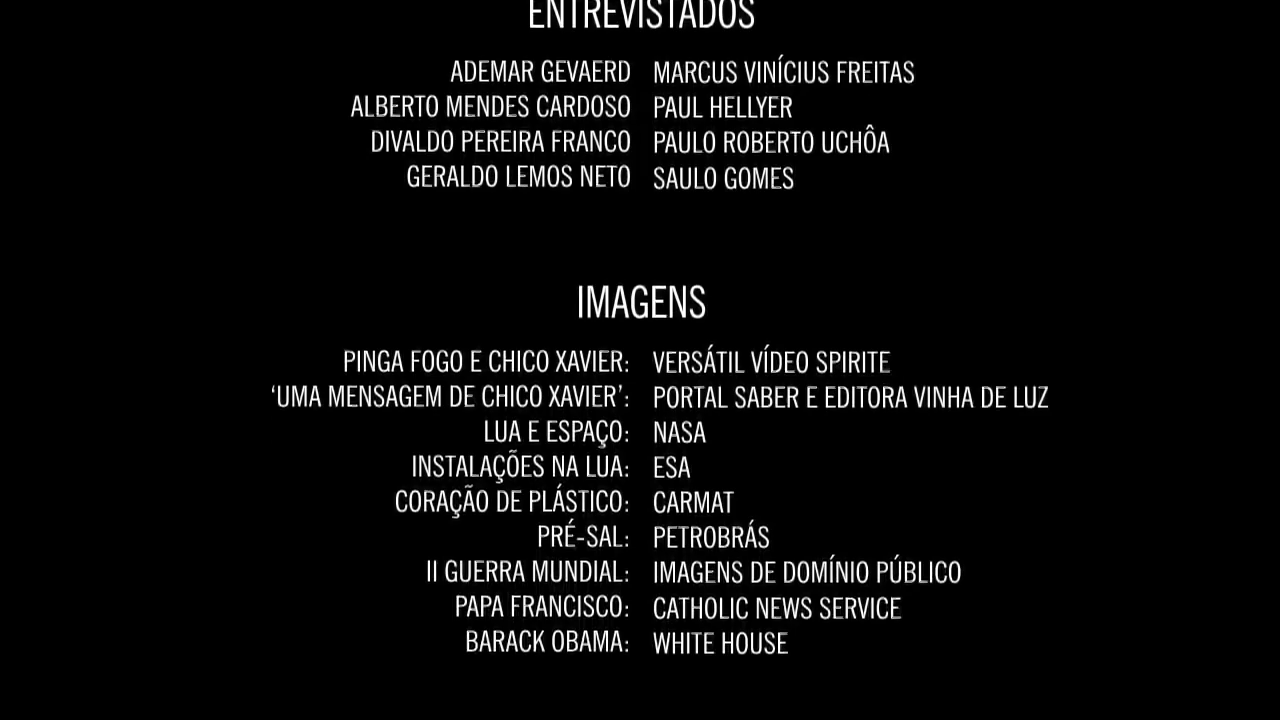 ENTREVISTADOS
ADEMAR GEVAERD MARCUS VINÍCIUS FREITAS
ALBERTO MENDES CARDOSO PAUL HELLYER
DIVALDO PEREIRA FRANCO PAULO ROBERTO UCHÔA
GERALDO LEMOS NETO SAULO GOMES
IMAGENS
PINGA FOGO E CHICO XAVIER: VERSÁTIL VÍDEO SPIRITE
‘UMA MENSAGEM DE CHICO XAVIER’: PORTAL SABER E EDITORA VINHA DE LUZ
LUA E ESPAÇO: NASA
INSTALAÇÕES NA LUA: ESA
CORAÇÃO DE PLÁSTICO: CARMAT
PRÉ-SAL: PETROBRÁS
II GUERRA MUNDIAL: IMAGENS DE DOMÍNIO PÚBLICO
PAPA FRANCISCO: CATHOLIC NEWS SERVICE
BARACK OBAMA: WHITE HOUSE